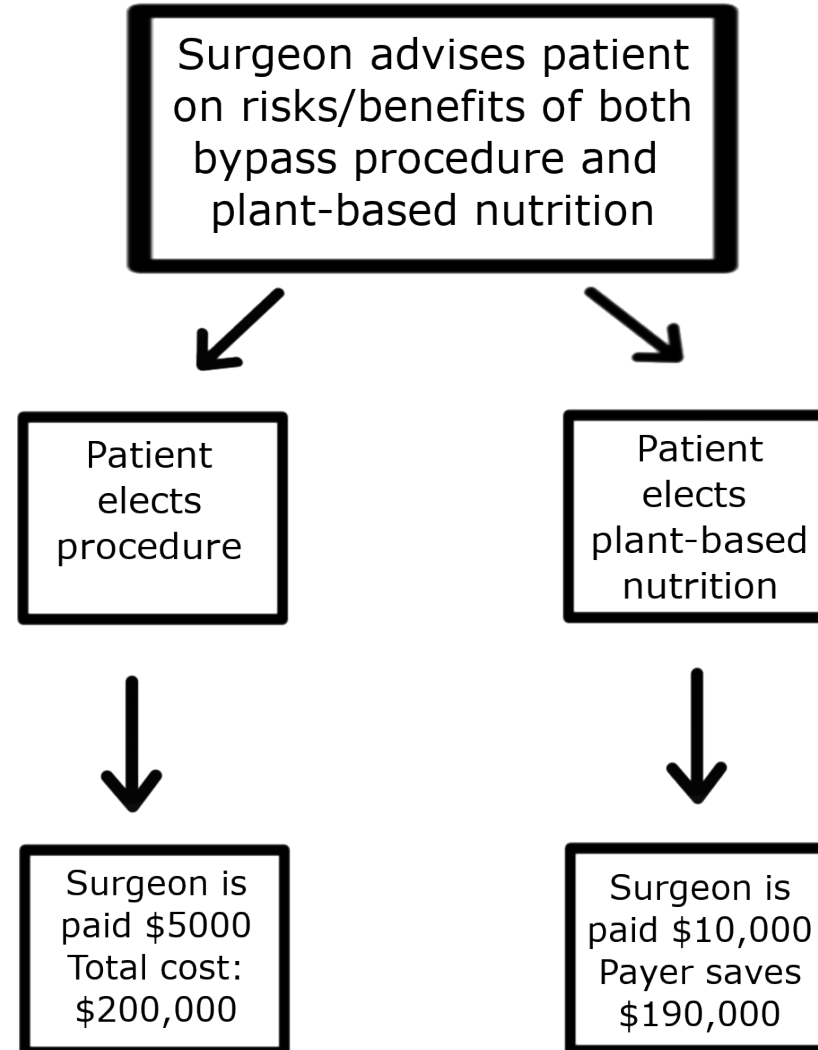 Surgeon advises patient
on risks/benefits of both
bypass procedure and
plant-based nutrition
Patient
elects
procedure
Patient
elects
plant-based
nutrition
Surgeon is
paid $5000
Total cost:
$200,000
Surgeon is
paid $10,000
Payer saves
$190,000